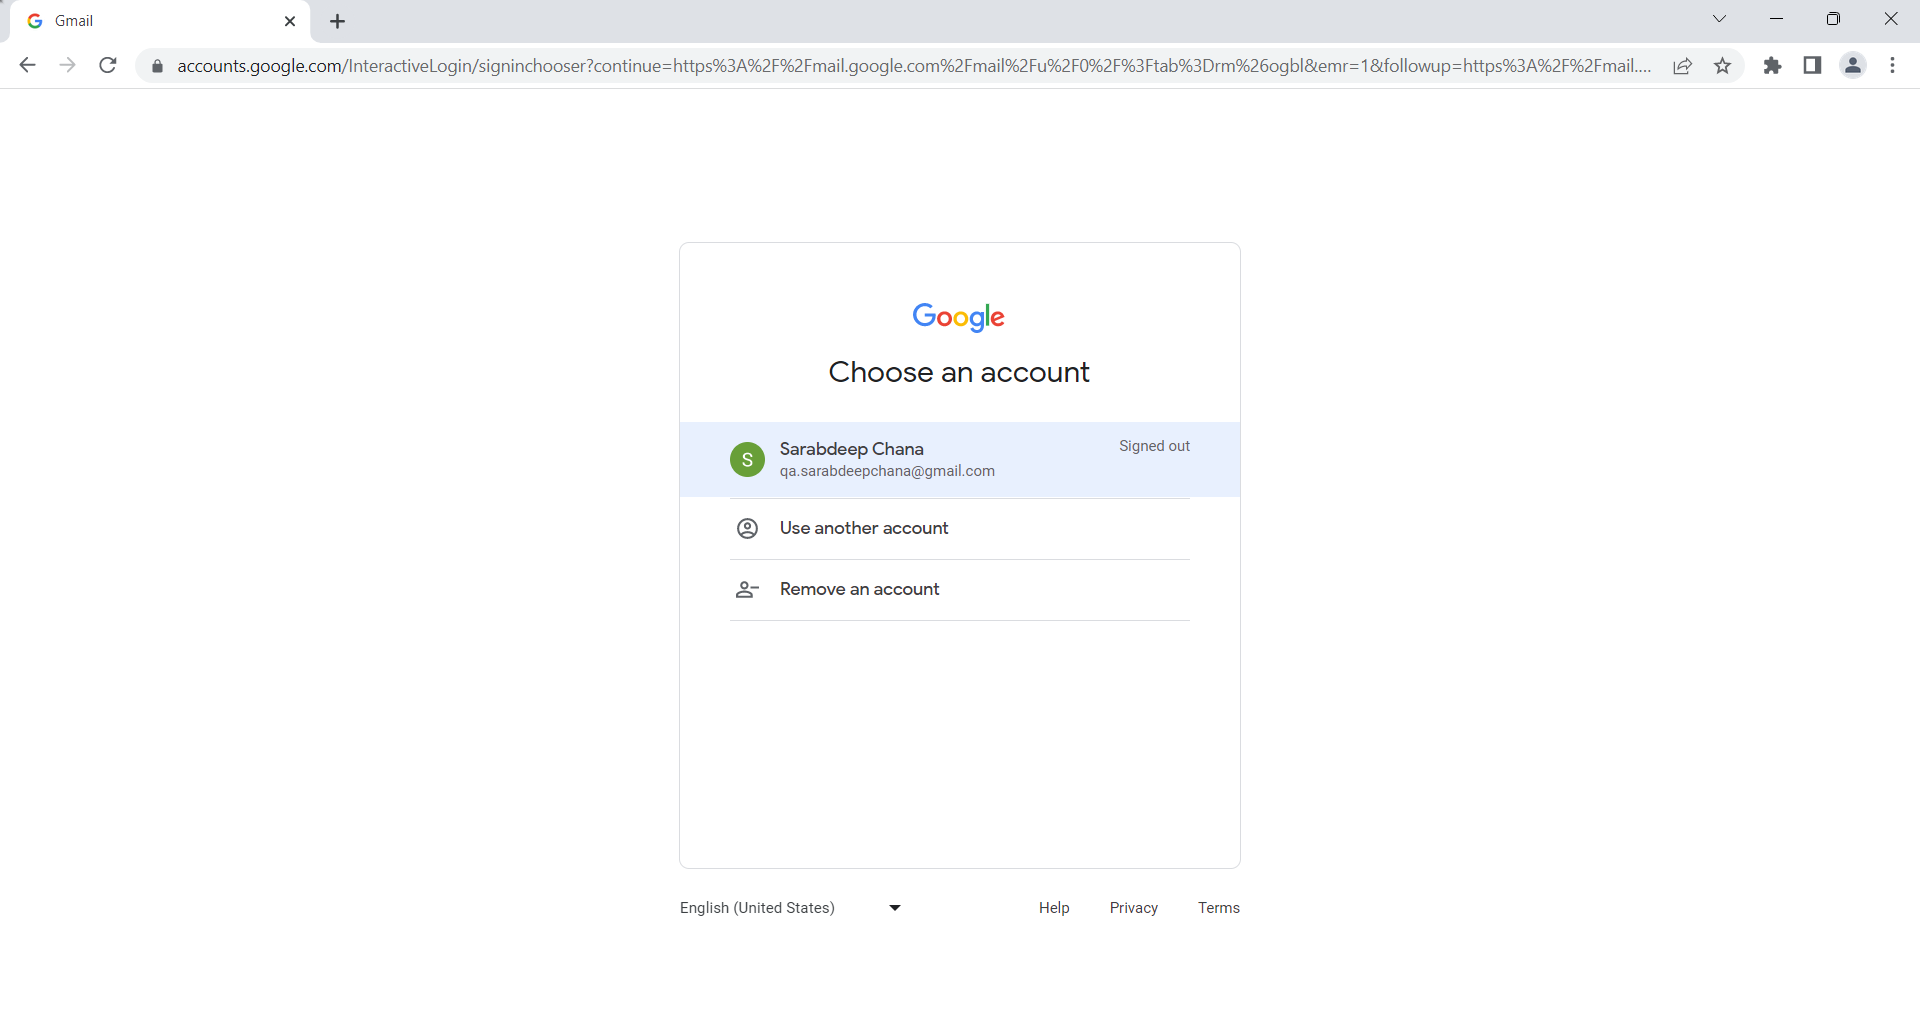 Gmail
accounts.google.com/InteractiveLogin/signinchooser?continue=https%3A%2F%2Fmail.google.com%2Fmail%2Fu%2F0%2F%3Ftab%3Drm%26ogbl&emr=1&followup=https%3A%2F%2Fmail....
Google
Choose an account
S
Sarabdeep Chana
Signed out
qa.sarabdeepchana@gmail.com
Use another account
Remove an account
English (United States)
Help
Privacy
Terms